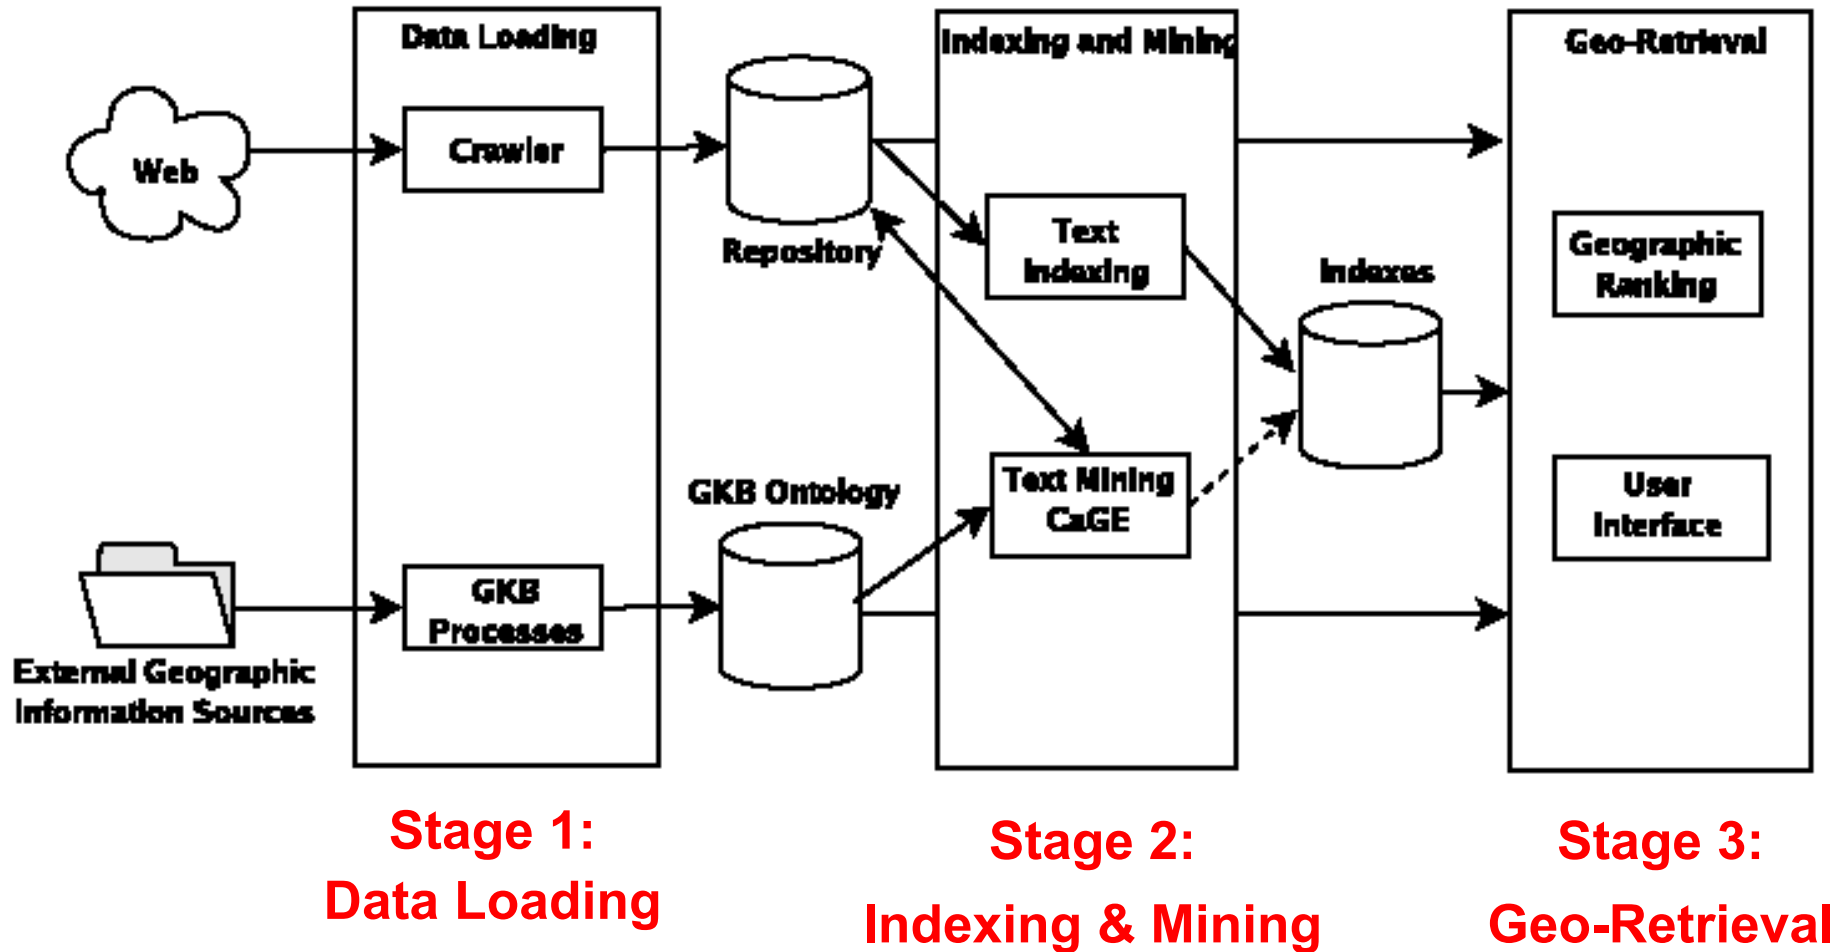 Data Loading
Indexing and Mining
Geo-Retrieval
Web
Crawler
Repository
Text
Indexing
Indexes
Geographic
Ranking
GKB Ontology
Text Mining
CaGE
User
Interface
GKB
Processes
External Geographic
Information Sources
Stage 1:
Data Loading
Stage 2:
Indexing & Mining
Stage 3:
Geo-Retrieval